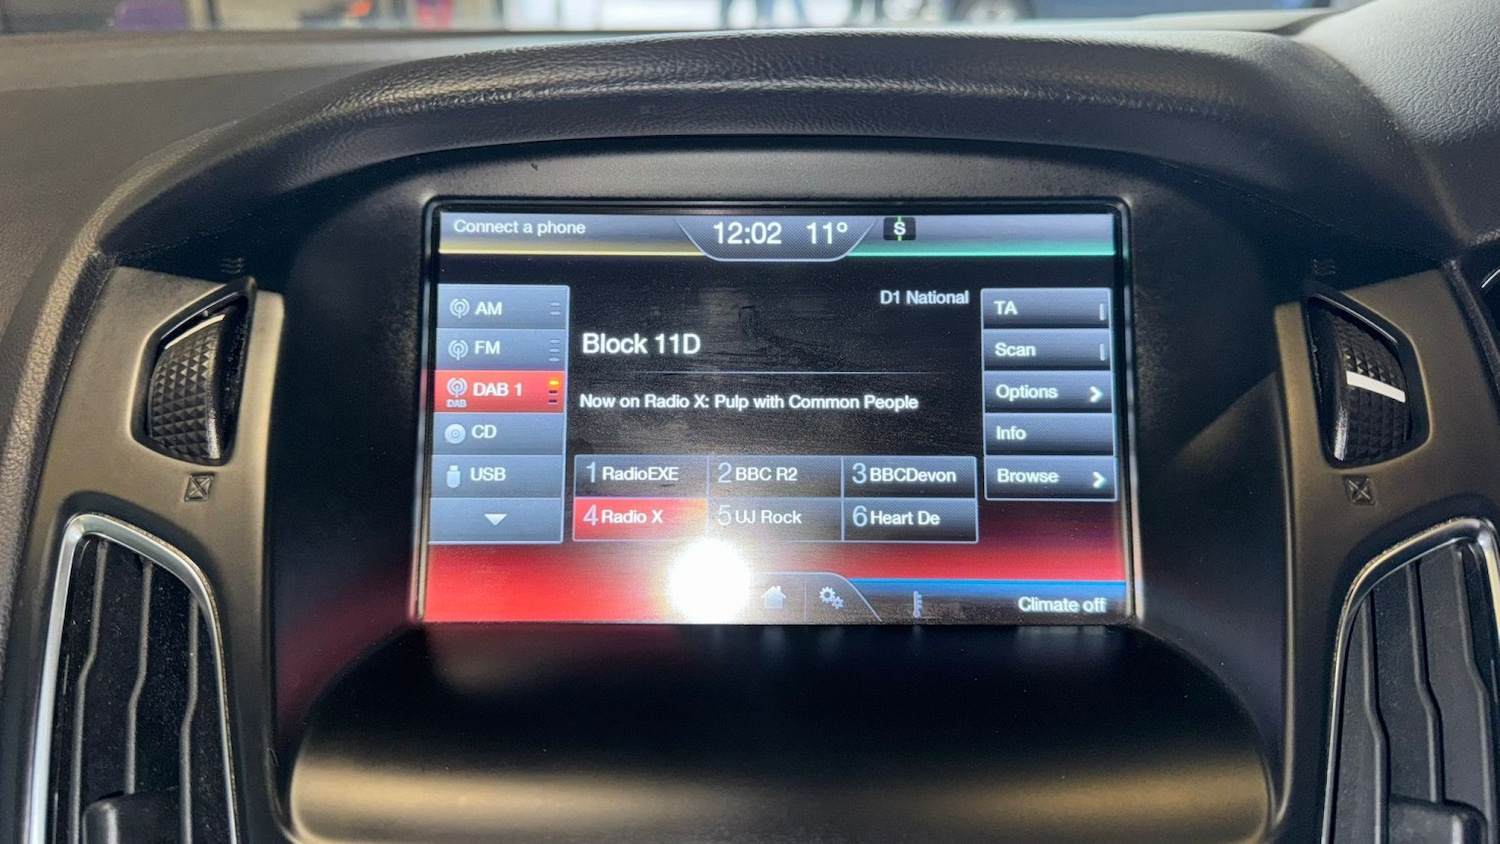 Connect a phone
12:02 11° S
AM
FM
DAB 1
DAB
CD
USB
D1 National
Block 11D
Now on Radio X: Pulp with Common People
1 RadioEXE 2 BBC R2 3 BBCDevon
4 Radio X 5 UJ Rock 6 Heart De
TA
Scan
Options
Info
Browse
Climate off